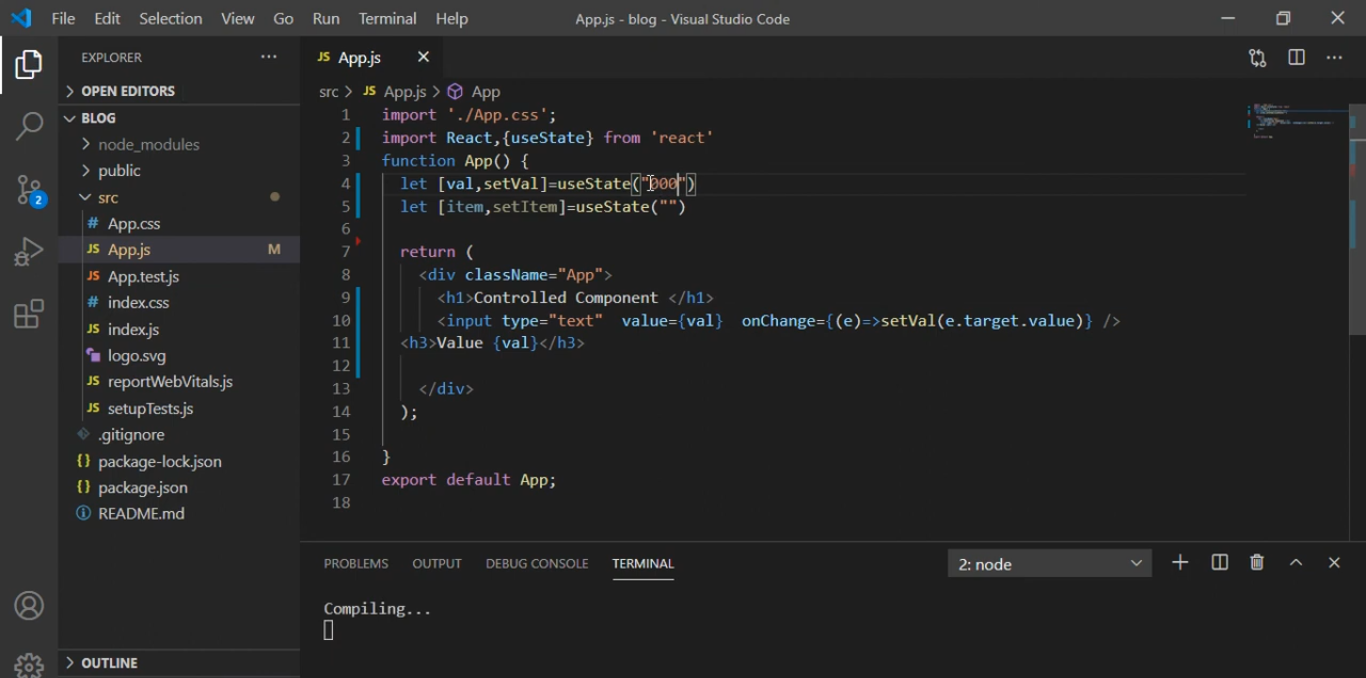 File Edit Selection View Go Run Terminal Help App.js - blog - Visual Studio Code
EXPLORER
OPEN EDITORS
BLOG
node_modules
public
src
# App.css
JS App.js M
JS App.test.js
# index.css
JS index.js
logo.svg
JS reportWebVitals.js
JS setupTests.js
.gitignore
{} package-lock.json
{} package.json
README.md
OUTLINE
2
JS App.js
src > JS App.js > App
1 import './App.css';
2 import React,{useState} from 'react'
3 function App() {
4 let [val,setVal]=useState("000")
5 let [item,setItem]=useState("")
6
7 return (
8 <div className="App">
9 <h1>Controlled Component </h1>
10 <input type="text" value={val} onChange={(e)=>setVal(e.target.value)} />
11 <h3>Value {val}</h3>
12
13 </div>
14 );
15
16 }
17 export default App;
18
PROBLEMS OUTPUT DEBUG CONSOLE TERMINAL 2: node
Compiling...